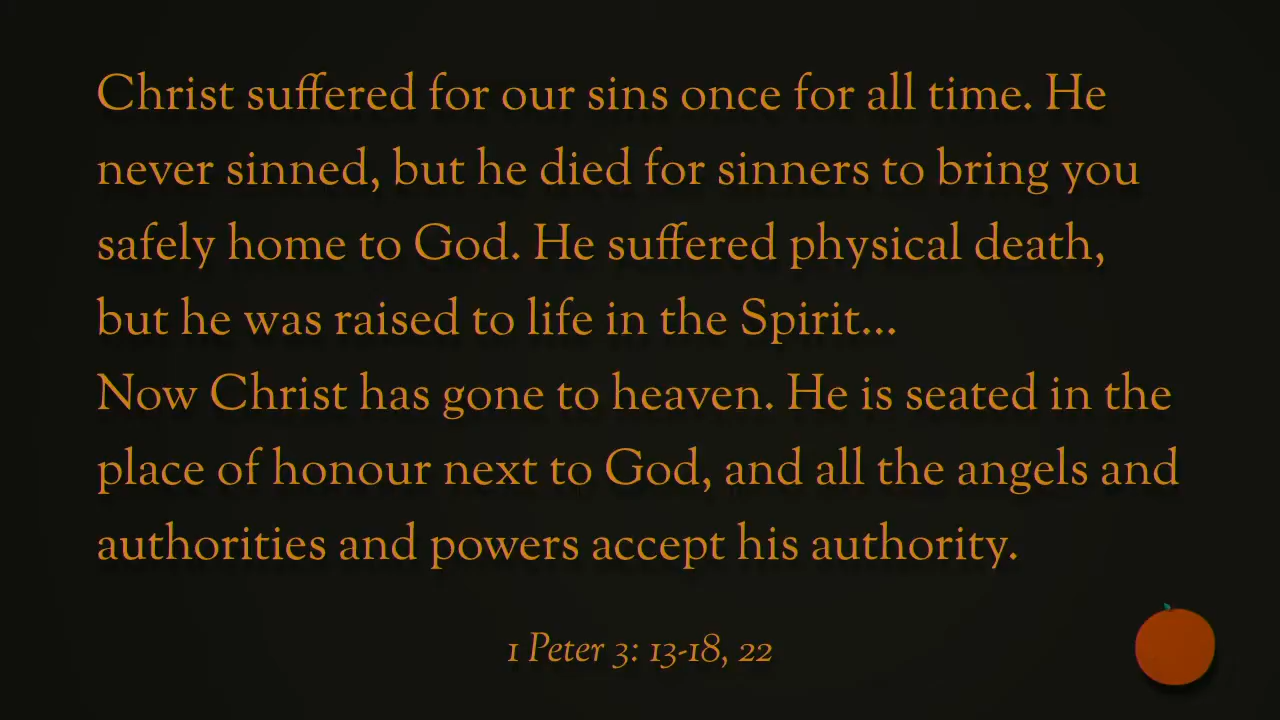 Christ suffered for our sins once for all time. He
never sinned, but he died for sinners to bring you
safely home to God. He suffered physical death,
but he was raised to life in the Spirit...
Now Christ has gone to heaven. He is seated in the
place of honour next to God, and all the angels and
authorities and powers accept his authority.
1 Peter 3: 13-18, 22